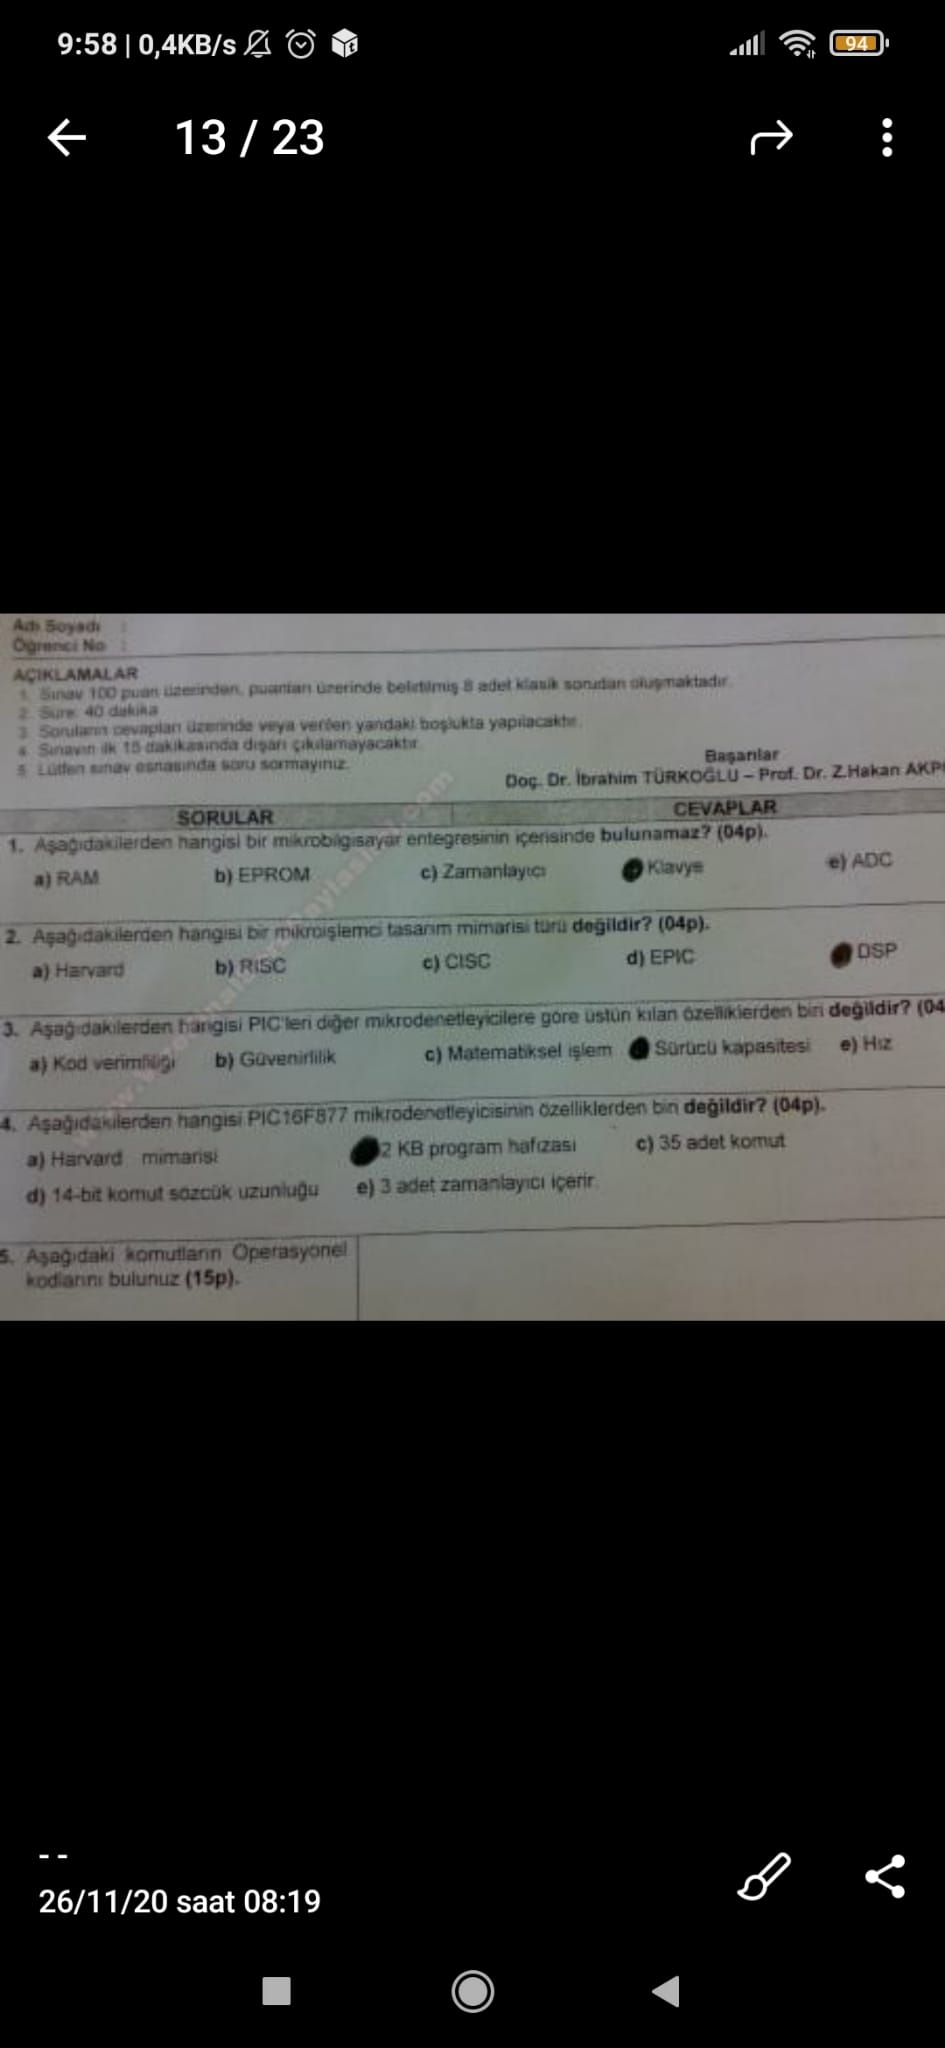 9:58 | 0,4KB/s
94
13 / 23
Adı Soyadı :
Öğrenci No :
AÇIKLAMALAR
1. Sınav 100 puan üzerinden, puanları üzerinde belirtilmiş 8 adet klasik sorudan oluşmaktadır.
2. Süre: 40 dakika
3. Soruların cevapları üzerinde veya verilen yandaki boşlukta yapılacaktır.
4. Sınavın ilk 15 dakikasında dışarı çıkılamayacaktır.
5. Lütfen sınav esnasında soru sormayınız.
Başarılar
Doç. Dr. İbrahim TÜRKOĞLU – Prof. Dr. Z.Hakan AKP
SORULAR CEVAPLAR
1. Aşağıdakilerden hangisi bir mikrobilgisayar entegresinin içerisinde bulunamaz? (04p).
a) RAM b) EPROM c) Zamanlayıcı Klavye e) ADC
2. Aşağıdakilerden hangisi bir mikroişlemci tasarım mimarisi türü değildir? (04p).
a) Harvard b) RISC c) CISC d) EPIC DSP
3. Aşağıdakilerden hangisi PIC'leri diğer mikrodenetleyicilere göre üstün kılan özelliklerden biri değildir? (04
a) Kod verimliliği b) Güvenirlilik c) Matematiksel işlem Sürücü kapasitesi e) Hız
4. Aşağıdakilerden hangisi PIC16F877 mikrodenetleyicisinin özelliklerden biri değildir? (04p).
a) Harvard mimarisi 2 KB program hafızası c) 35 adet komut
d) 14-bit komut sözcük uzunluğu e) 3 adet zamanlayıcı içerir.
5. Aşağıdaki komutların Operasyonel
kodlarını bulunuz (15p).
--
26/11/20 saat 08:19